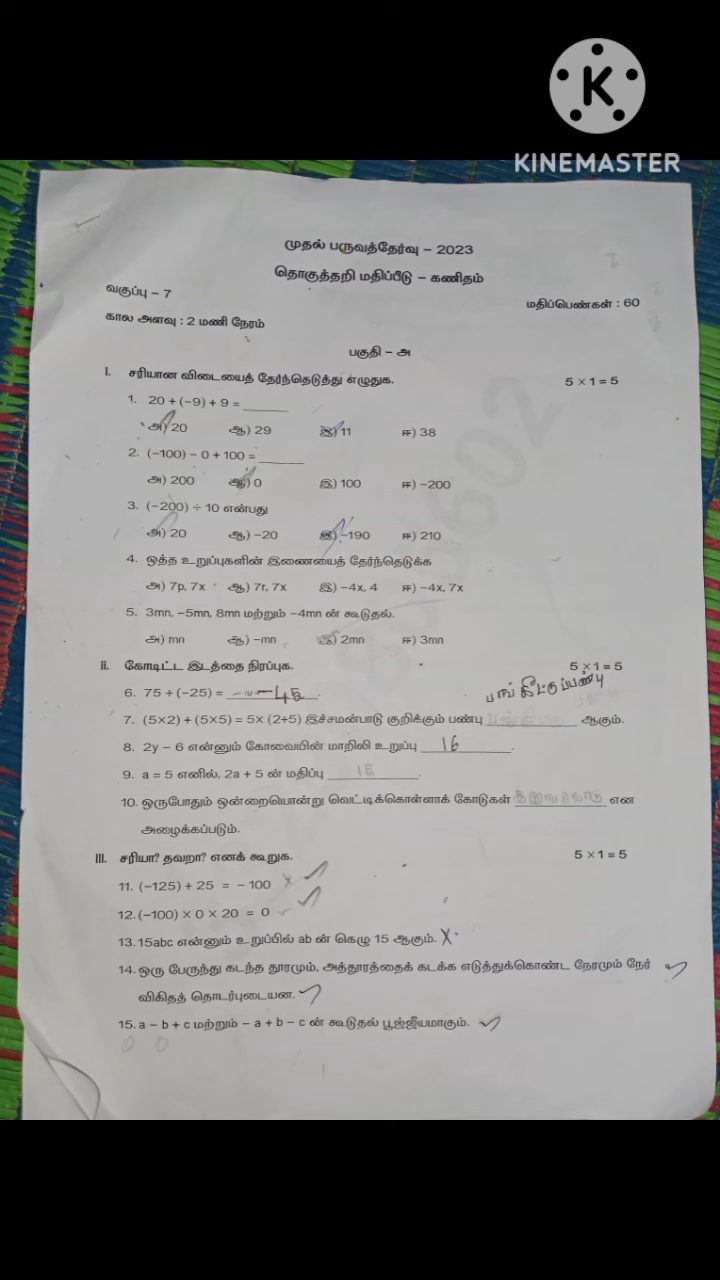 KINEMASTER
முதல் பருவத்தேர்வு – 2023
தொகுத்தறி மதிப்பீடு – கணிதம்
வகுப்பு – 7
மதிப்பெண்கள் : 60
கால அளவு : 2 மணி நேரம்
பகுதி – அ
I. சரியான விடையைத் தேர்ந்தெடுத்து எழுதுக. 5 × 1 = 5
1. 20 + (−9) + 9 = ______
அ) 20 ஆ) 29 இ) 11 ஈ) 38
2. (−100) − 0 + 100 = ______
அ) 200 ஆ) 0 இ) 100 ஈ) −200
3. (−200) ÷ 10 என்பது
அ) 20 ஆ) −20 இ) −190 ஈ) 210
4. ஒத்த உறுப்புகளின் இணையைத் தேர்ந்தெடுக்க
அ) 7p, 7x ஆ) 7r, 7x இ) −4x, 4 ஈ) −4x, 7x
5. 3mn, −5mn, 8mn மற்றும் −4mn ன் கூடுதல்.
அ) mn ஆ) −mn இ) 2mn ஈ) 3mn
ii. கோடிட்ட இடத்தை நிரப்புக. 5 × 1 = 5
பங்கீட்டுப்பண்பு
6. 75 + (−25) = ______.
7. (5×2) + (5×5) = 5× (2+5) இச்சமன்பாடு குறிக்கும் பண்பு ______ ஆகும்.
8. 2y − 6 என்னும் கோவையின் மாறிலி உறுப்பு 16.
9. a = 5 எனில், 2a + 5 ன் மதிப்பு ______.
10. ஒருபோதும் ஒன்றையொன்று வெட்டிக்கொள்ளாக் கோடுகள் ______ என
அழைக்கப்படும்.
III. சரியா? தவறா? எனக் கூறுக. 5 × 1 = 5
11. (−125) + 25 = − 100
12. (−100) × 0 × 20 = 0
13. 15abc என்னும் உறுப்பில் ab ன் கெழு 15 ஆகும். X
14. ஒரு பேருந்து கடந்த தூரமும், அத்தூரத்தைக் கடக்க எடுத்துக்கொண்ட நேரமும் நேர்
விகிதத் தொடர்புடையன.
15. a − b + c மற்றும் − a + b − c ன் கூடுதல் பூஜ்ஜீயமாகும்.
0 0